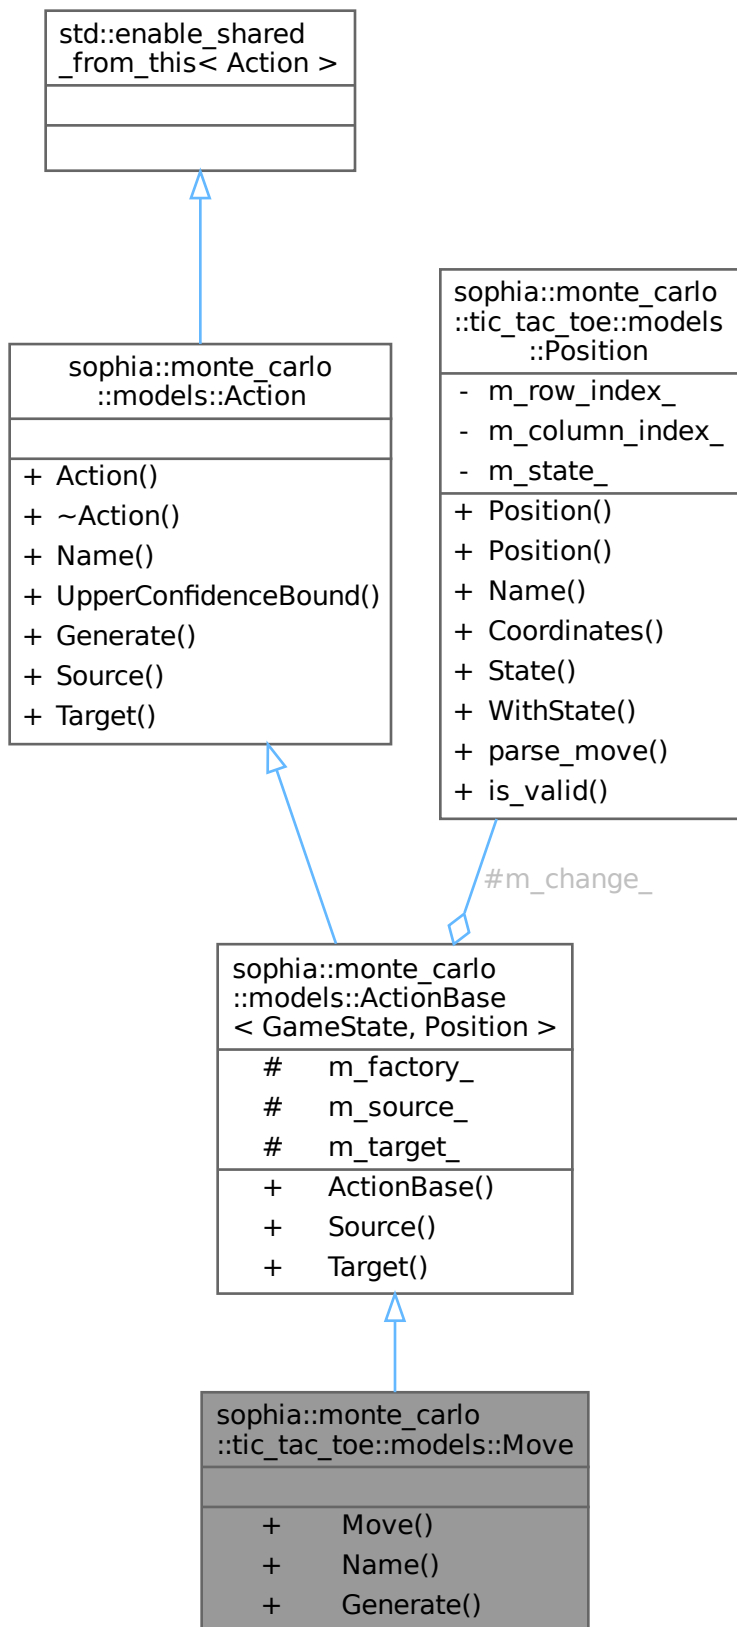 std::enable_shared
_from_this< Action >
sophia::monte_carlo
::models::Action
+ Action()
+ ~Action()
+ Name()
+ UpperConfidenceBound()
+ Generate()
+ Source()
+ Target()
sophia::monte_carlo
::tic_tac_toe::models
::Position
- m_row_index_
- m_column_index_
- m_state_
+ Position()
+ Position()
+ Name()
+ Coordinates()
+ State()
+ WithState()
+ parse_move()
+ is_valid()
#m_change_
sophia::monte_carlo
::models::ActionBase
< GameState, Position >
# m_factory_
# m_source_
# m_target_
+ ActionBase()
+ Source()
+ Target()
sophia::monte_carlo
::tic_tac_toe::models::Move
+ Move()
+ Name()
+ Generate()